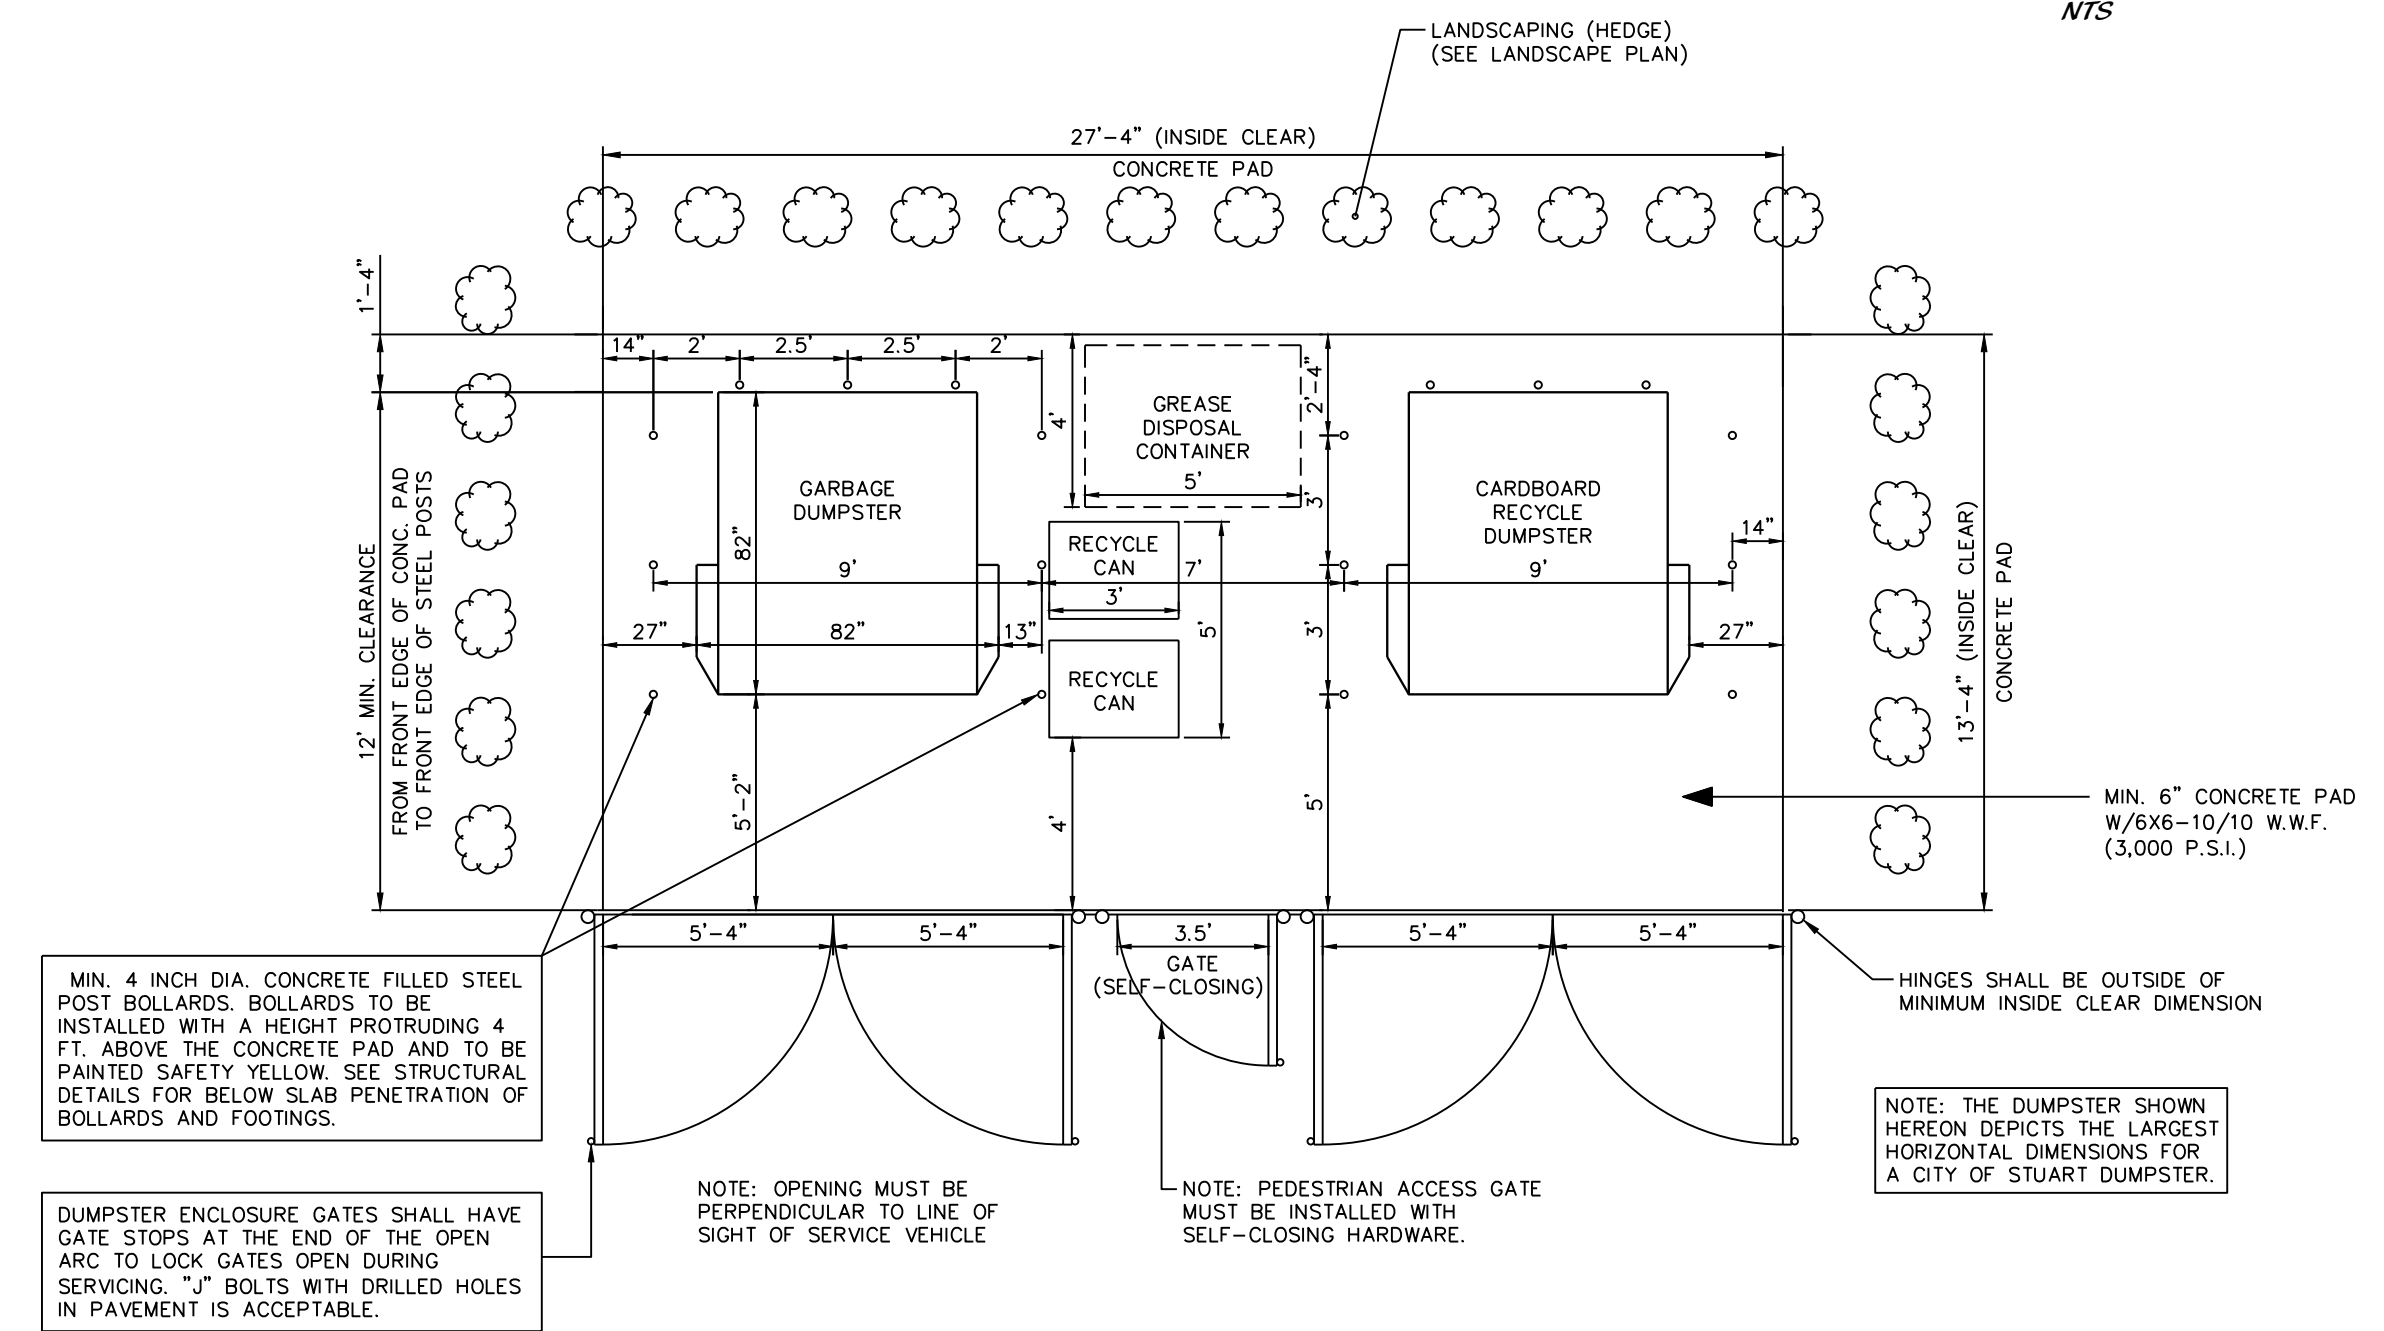 NTS
LANDSCAPING (HEDGE)
(SEE LANDSCAPE PLAN)
27'-4" (INSIDE CLEAR)
CONCRETE PAD
1'-4"
14"
2'
2.5'
2.5'
2'
4'
GREASE
DISPOSAL
CONTAINER
5'
2'-4"
3'
3'
5'
GARBAGE
DUMPSTER
82"
9'
27"
82"
13"
RECYCLE
CAN
3'
7'
5'
RECYCLE
CAN
CARDBOARD
RECYCLE
DUMPSTER
14"
9'
27"
12' MIN. CLEARANCE
FROM FRONT EDGE OF CONC. PAD
TO FRONT EDGE OF STEEL POSTS
13'-4" (INSIDE CLEAR)
CONCRETE PAD
5'-2"
4'
MIN. 6" CONCRETE PAD
W/6X6-10/10 W.W.F.
(3,000 P.S.I.)
5'-4"
5'-4"
3.5'
GATE
(SELF-CLOSING)
5'-4"
5'-4"
HINGES SHALL BE OUTSIDE OF
MINIMUM INSIDE CLEAR DIMENSION
MIN. 4 INCH DIA. CONCRETE FILLED STEEL
POST BOLLARDS. BOLLARDS TO BE
INSTALLED WITH A HEIGHT PROTRUDING 4
FT. ABOVE THE CONCRETE PAD AND TO BE
PAINTED SAFETY YELLOW. SEE STRUCTURAL
DETAILS FOR BELOW SLAB PENETRATION OF
BOLLARDS AND FOOTINGS.
NOTE: THE DUMPSTER SHOWN
HEREON DEPICTS THE LARGEST
HORIZONTAL DIMENSIONS FOR
A CITY OF STUART DUMPSTER.
DUMPSTER ENCLOSURE GATES SHALL HAVE
GATE STOPS AT THE END OF THE OPEN
ARC TO LOCK GATES OPEN DURING
SERVICING. "J" BOLTS WITH DRILLED HOLES
IN PAVEMENT IS ACCEPTABLE.
NOTE: OPENING MUST BE
PERPENDICULAR TO LINE OF
SIGHT OF SERVICE VEHICLE
NOTE: PEDESTRIAN ACCESS GATE
MUST BE INSTALLED WITH
SELF-CLOSING HARDWARE.